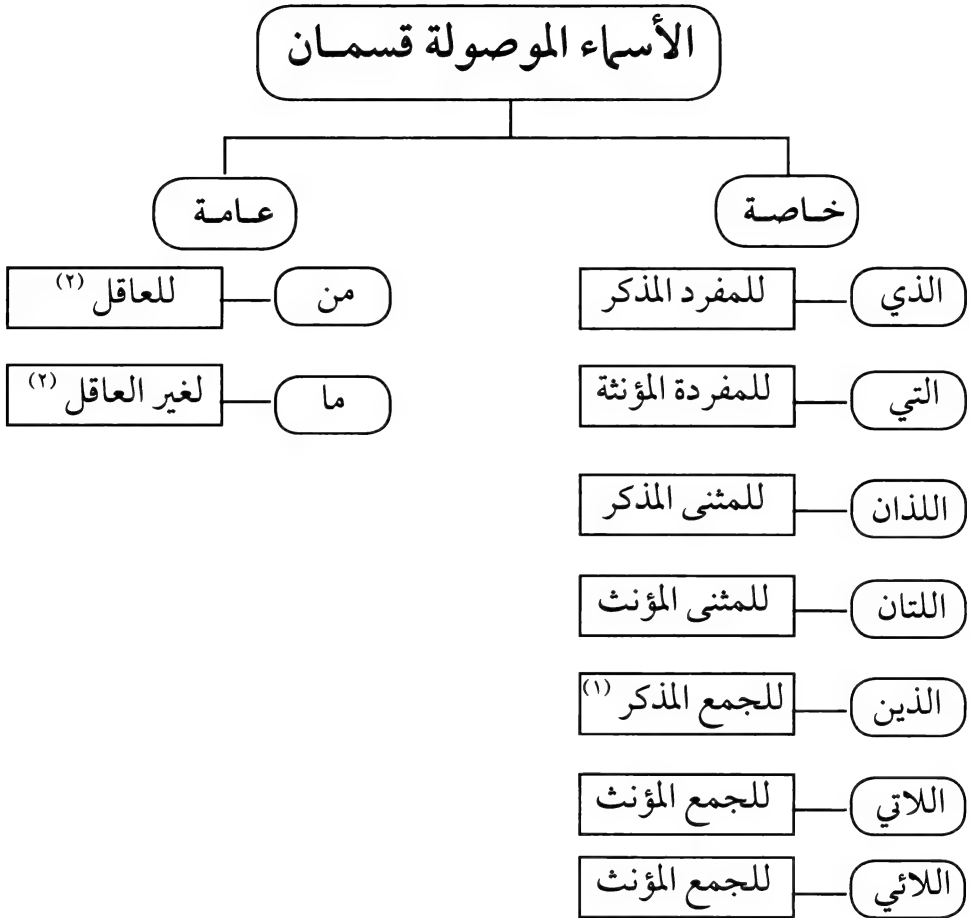 الأسماء الموصولة قسمان
خاصة
الذي
للمفرد المذكر
التي
للمفردة المؤنثة
اللذان
للمثنى المذكر
اللتان
للمثنى المؤنث
الذين
للجمع المذكر (١)
اللاتي
للجمع المؤنث
اللائي
للجمع المؤنث
عامة
من
للعاقل (٢)
ما
لغير العاقل (٢)